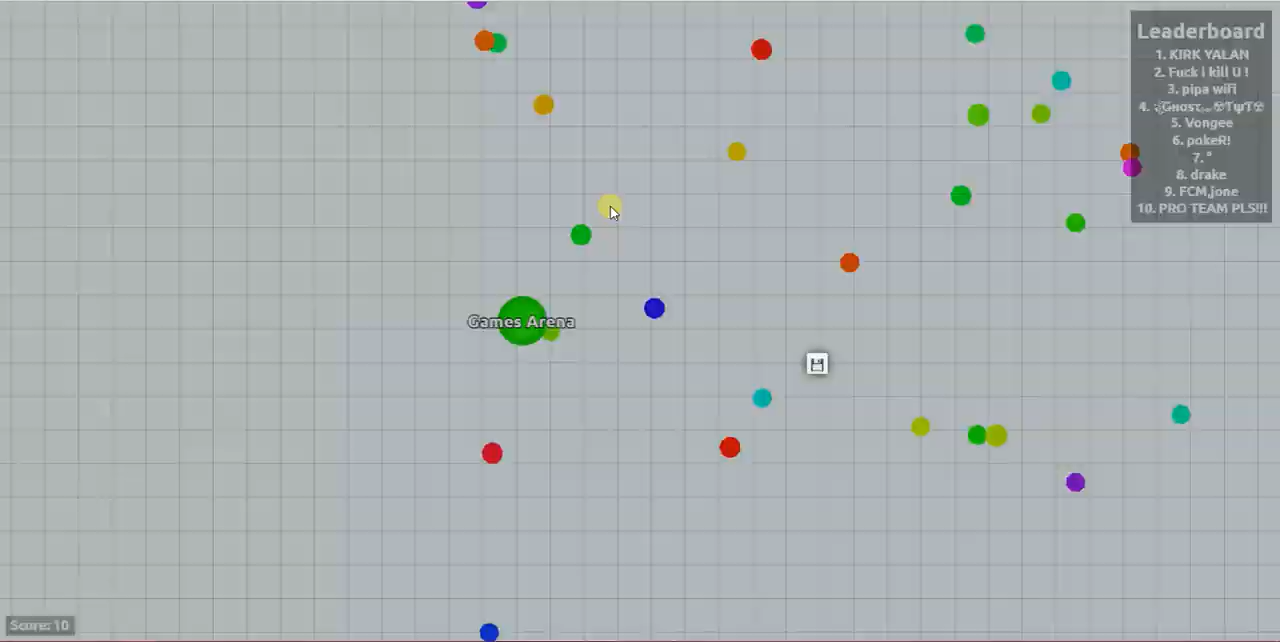 Leaderboard
1. KIRK YALAN
2. Fuck i kill U !
3. pipa wifi
4.
5. Vongee
6. pokeR!
7. °
8. drake
9. FCM,jone
10. PRO TEAM PLS!!!
Games Arena
Score: 10